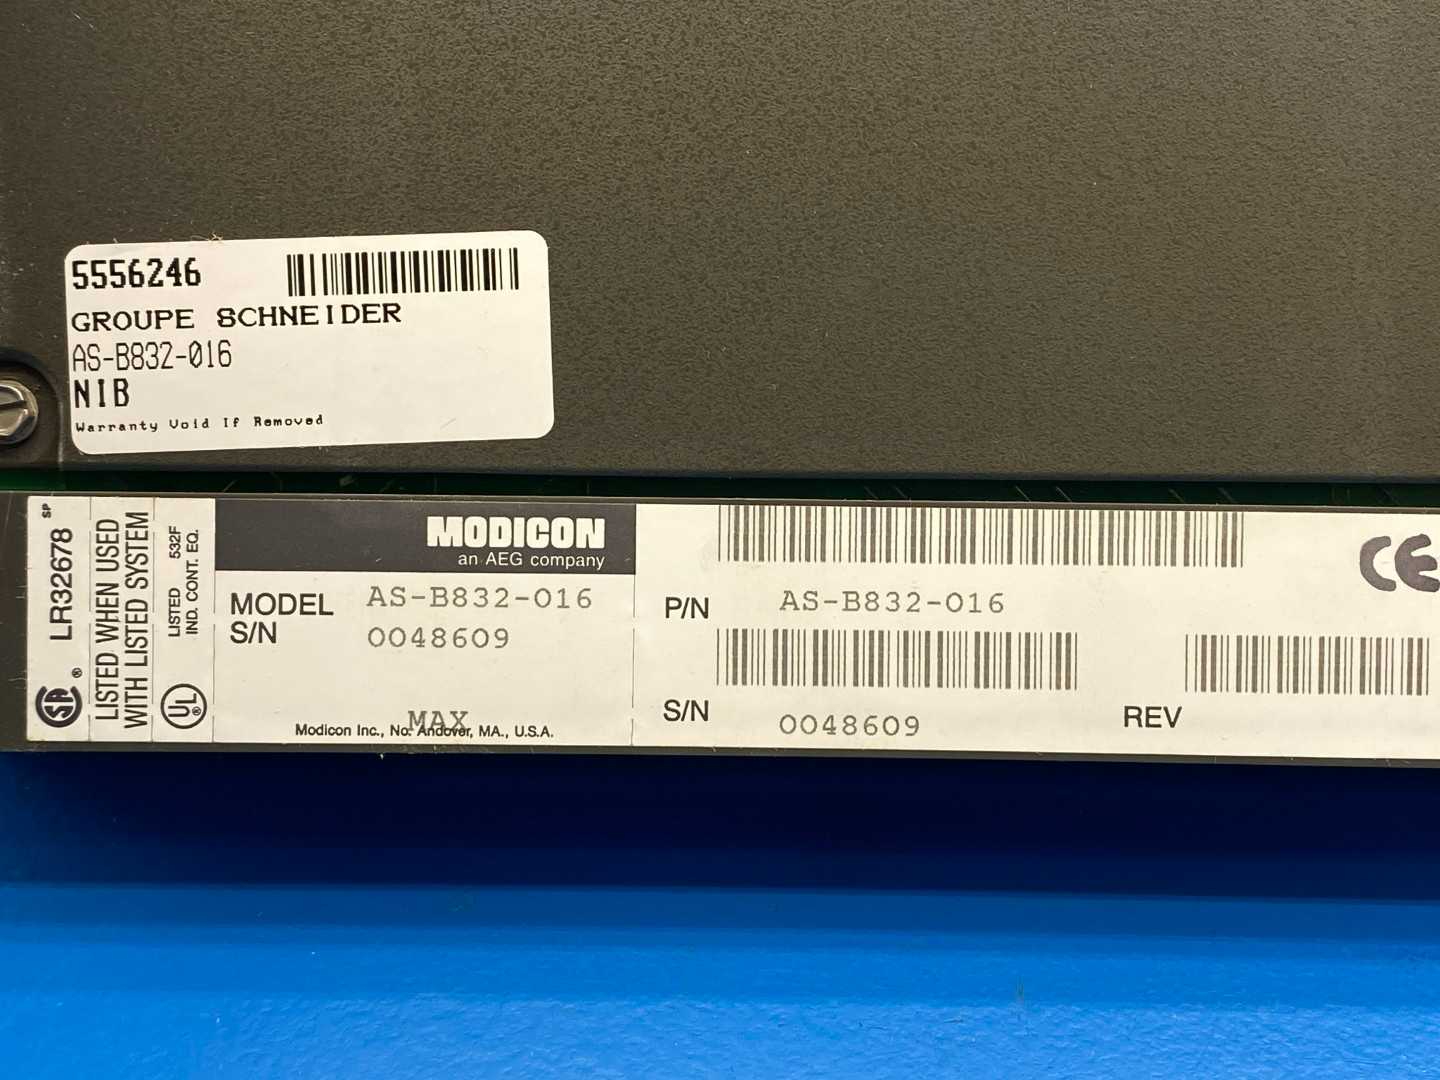 5556246
GROUPE SCHNEIDER
AS-B832-016
NIB
Warranty Void If Removed
LR32678 SP
LISTED WHEN USED
WITH LISTED SYSTEM
LISTED 532F
IND. CONT. EQ.
UL ®
SA ®
MODICON
an AEG company
MODEL AS-B832-016
S/N 0048609
MAX
Modicon Inc., No. Andover, MA., U.S.A.
P/N AS-B832-016
S/N 0048609
REV
CE